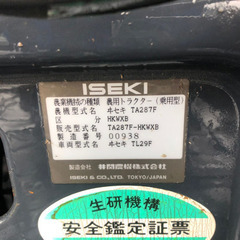 ISEKI
農業機械の種類 農用トラクター(乗用型)
農機型式名 ヰセキ TA287F
区分 HKWXB
販売型式名 TA287F-HKWXB
製造番号 00938
車両型式名 ヰセキ TL29F
製造会社 井関農機株式会社
ISEKI & CO., LTD. TOKYO/JAPAN
生研機構
安全鑑定証票